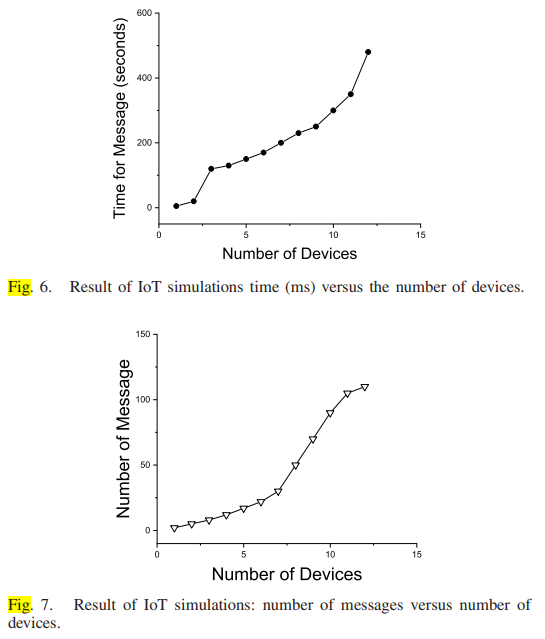 600
400
200
0
0
5
10
15
Time for Message (seconds)
Number of Devices
Fig. 6. Result of IoT simulations time (ms) versus the number of devices.
150
100
50
0
0
5
10
15
Number of Message
Number of Devices
Fig. 7. Result of IoT simulations: number of messages versus number of
devices.